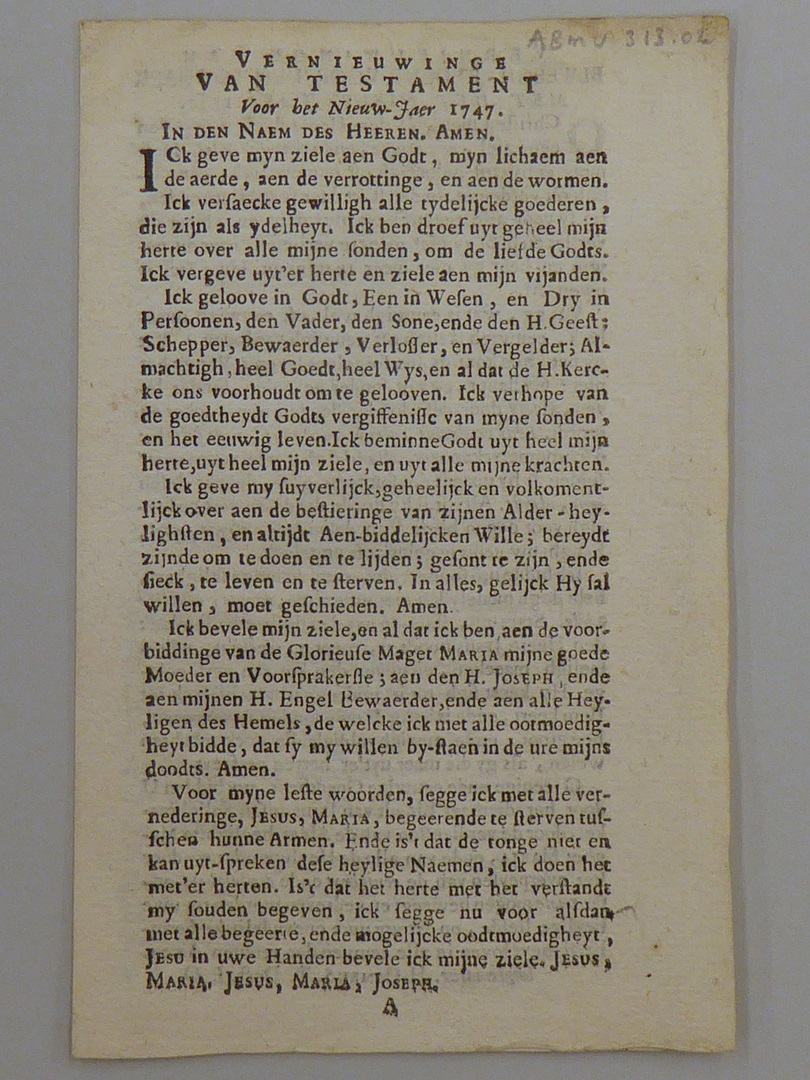 ABmV 313.02
VERNIEUWINGE
VAN TESTAMENT
Voor het Nieuw-Jaer 1747.
IN DEN NAEM DES HEEREN. AMEN.
ICk geve myn ziele aen Godt, myn lichaem aen
de aerde, aen de verrottinge, en aen de wormen.
Ick verſaecke gewilligh alle tydelijcke goederen,
die zijn als ydelheyt. Ick ben droef uyt geheel mijn
herte over alle mijne ſonden, om de liefde Godts.
Ick vergeve uyt'er herte en ziele aen mijn vijanden.
Ick geloove in Godt, Een in Weſen, en Dry in
Perſoonen, den Vader, den Sone, ende den H. Geeſt;
Schepper, Bewaerder, Verloſſer, en Vergelder; Al-
machtigh, heel Goedt, heel Wys, en al dat de H. Kerc-
ke ons voorhoudt om te gelooven. Ick verhope van
de goedtheydt Godts vergiffeniſſe van myne ſonden,
en het eeuwig leven. Ick beminne Godt uyt heel mijn
herte, uyt heel mijn ziele, en uyt alle mijne krachten.
Ick geve my ſuyverlijck, geheelijck en volkoment-
lijck over aen de beſtieringe van zijnen Alder-hey-
lighſten, en altijdt Aen-biddelijcken Wille; bereydt
zijnde om te doen en te lijden; geſont te zijn, ende
ſieck, te leven en te ſterven. In alles, gelijck Hy ſal
willen, moet geſchieden. Amen.
Ick bevele mijn ziele, en al dat ick ben aen de voor-
biddinge van de Glorieuſe Maget MARIA mijne goede
Moeder en Voorſprakerſſe; aen den H. JOSEPH, ende
aen mijnen H. Engel Bewaerder, ende aen alle Hey-
ligen des Hemels, de welcke ick met alle ootmoedig-
heyt bidde, dat ſy my willen by-ſtaen in de ure mijns
doodts. Amen.
Voor myne leſte woorden, ſegge ick met alle ver-
nederinge, JESUS, MARIA, begeerende te ſterven tuſ-
ſchen hunne Armen. Ende is't dat de tonge niet en
kan uyt-ſpreken deſe heylige Naemen, ick doen het
met'er herten. Is't dat het herte met het verſtandt
my ſouden begeven, ick ſegge nu voor alſdan,
met alle begeerte, ende mogelijcke oodtmoedigheyt,
JESU in uwe Handen bevele ick mijne ziele. JESUS,
MARIA, JESUS, MARIA, JOSEPH.
A